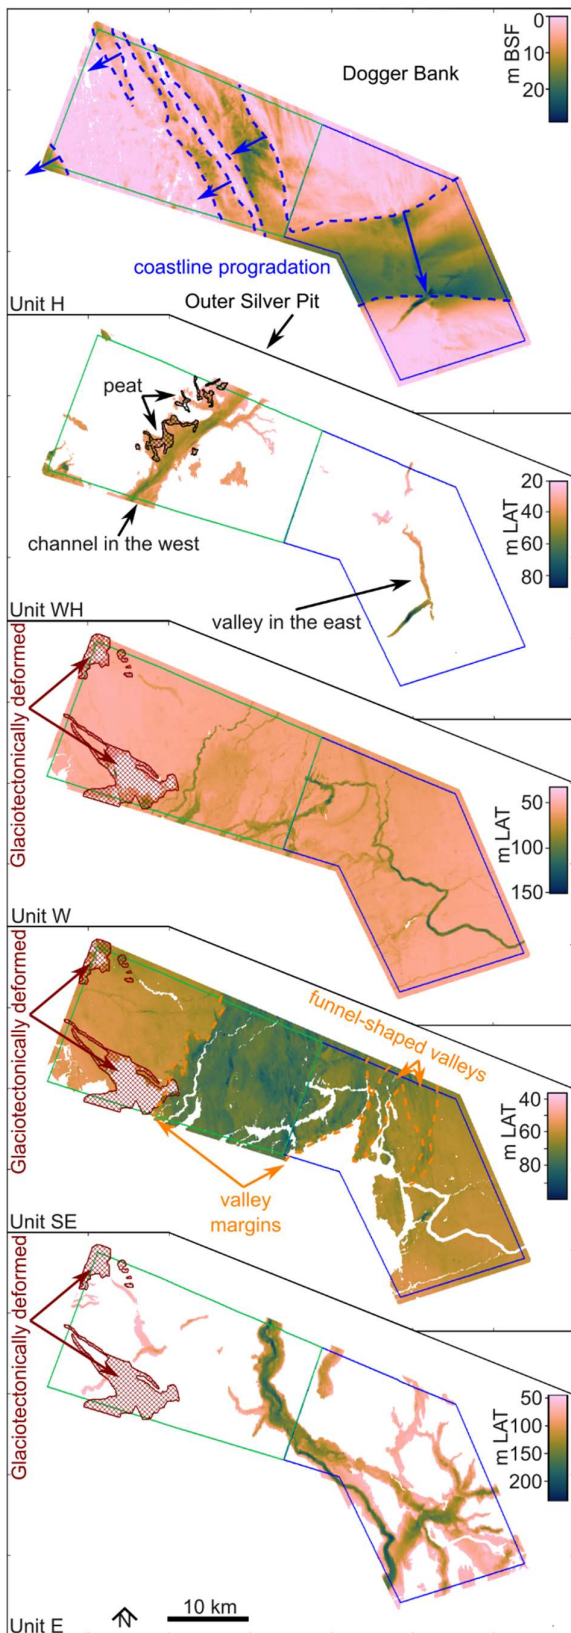 0
10
20
m BSF
Dogger Bank
coastline progradation
Unit H
Outer Silver Pit
peat
channel in the west
valley in the east
20
40
60
80
m LAT
Unit WH
Glaciotectonically deformed
50
100
150
m LAT
Unit W
Glaciotectonically deformed
funnel-shaped valleys
valley
margins
40
60
80
m LAT
Unit SE
Glaciotectonically deformed
50
100
150
200
m LAT
N
10 km
Unit E